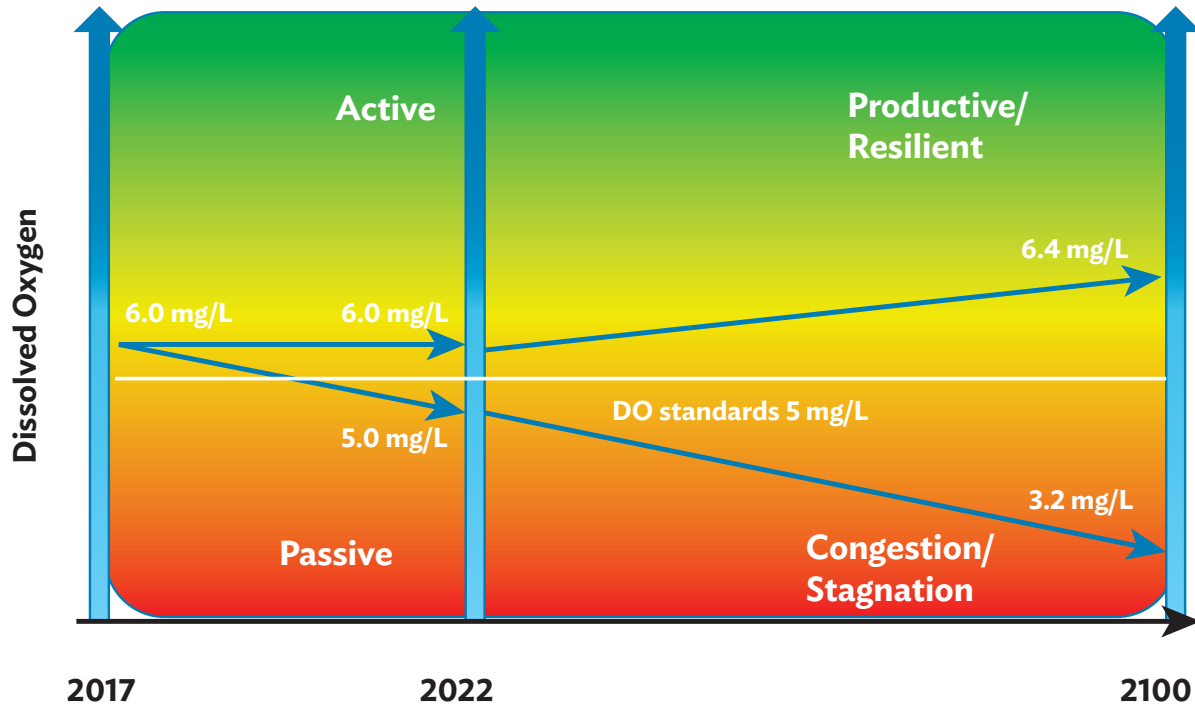 Active
Productive/
Resilient
Dissolved Oxygen
6.4 mg/L
6.0 mg/L
6.0 mg/L
DO standards 5 mg/L
5.0 mg/L
3.2 mg/L
Passive
Congestion/
Stagnation
2017
2022
2100